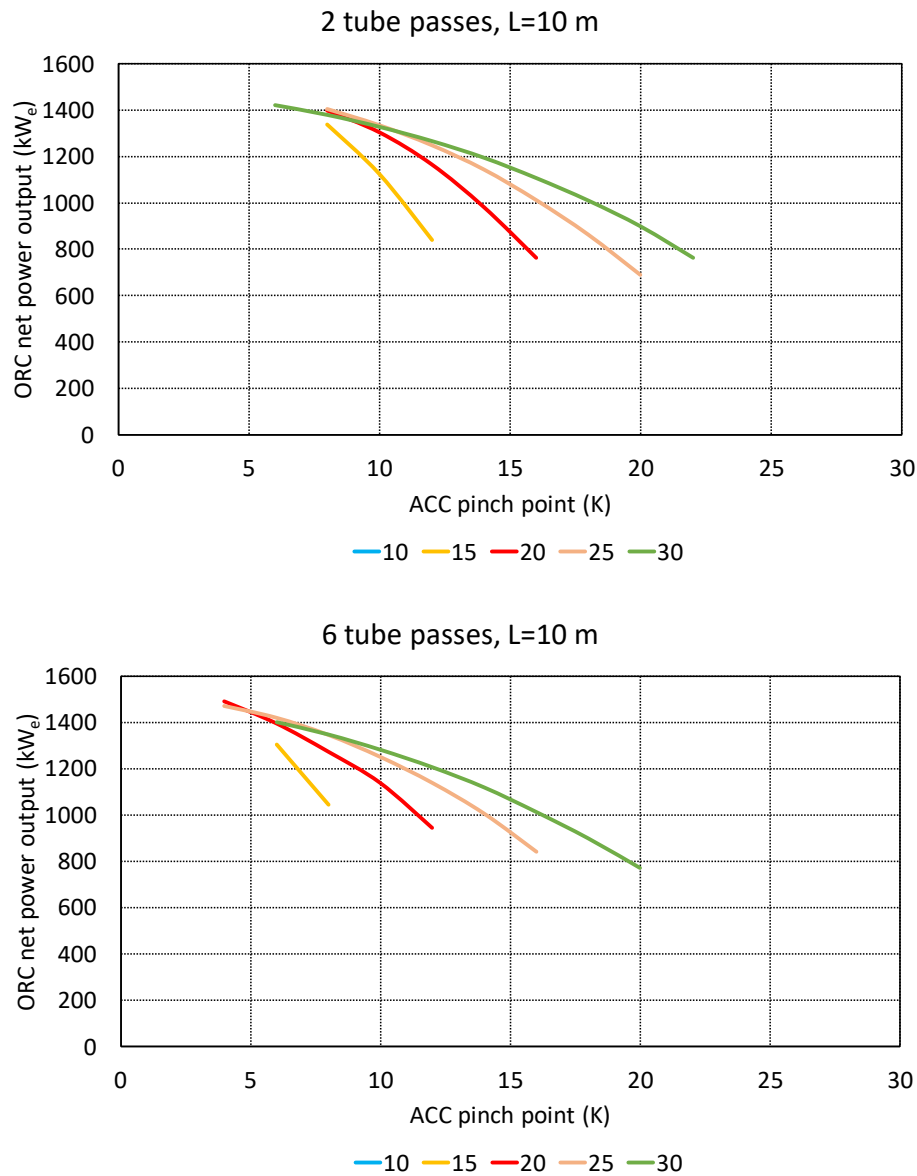 2 tube passes, L=10 m
1600
1400
1200
1000
800
600
400
200
0
ORC net power output (kWₑ)
0 5 10 15 20 25 30
ACC pinch point (K)
10 15 20 25 30
6 tube passes, L=10 m
1600
1400
1200
1000
800
600
400
200
0
ORC net power output (kWₑ)
0 5 10 15 20 25 30
ACC pinch point (K)
10 15 20 25 30